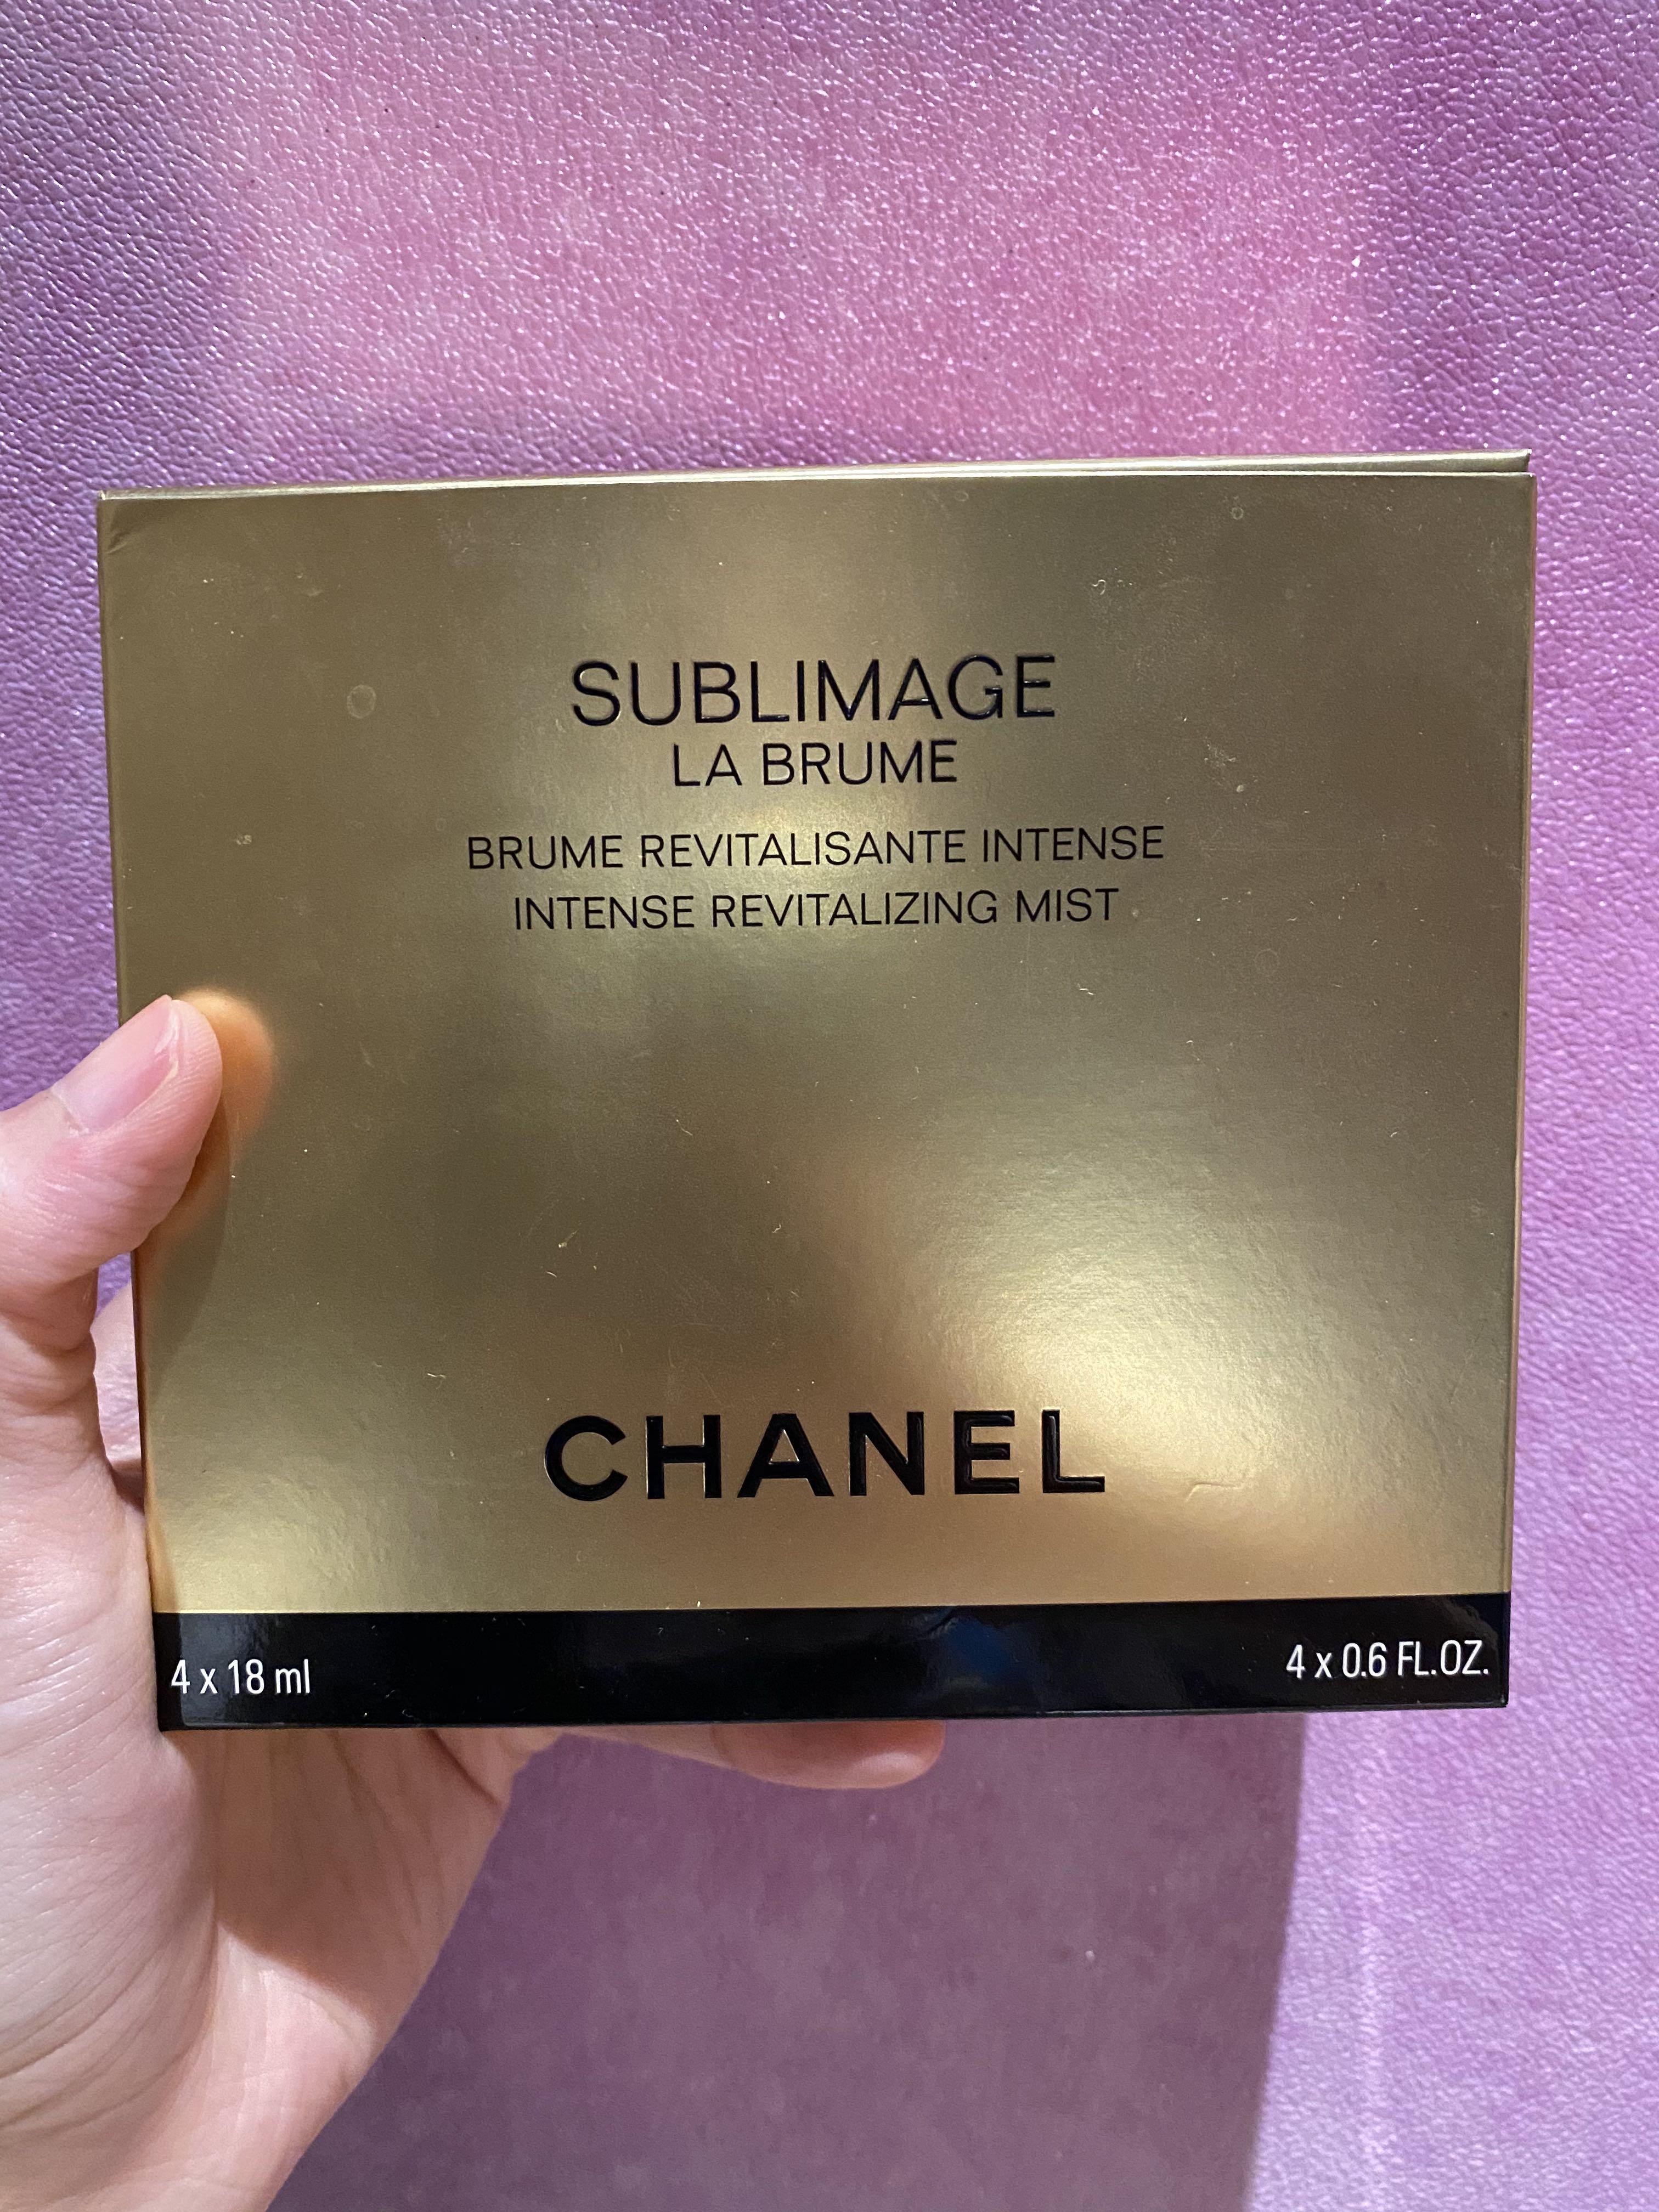 SUBLIMAGE
LA BRUME
BRUME REVITALISANTE INTENSE
INTENSE REVITALIZING MIST
CHANEL
4 x 18 ml 4 x 0.6 FL.OZ.